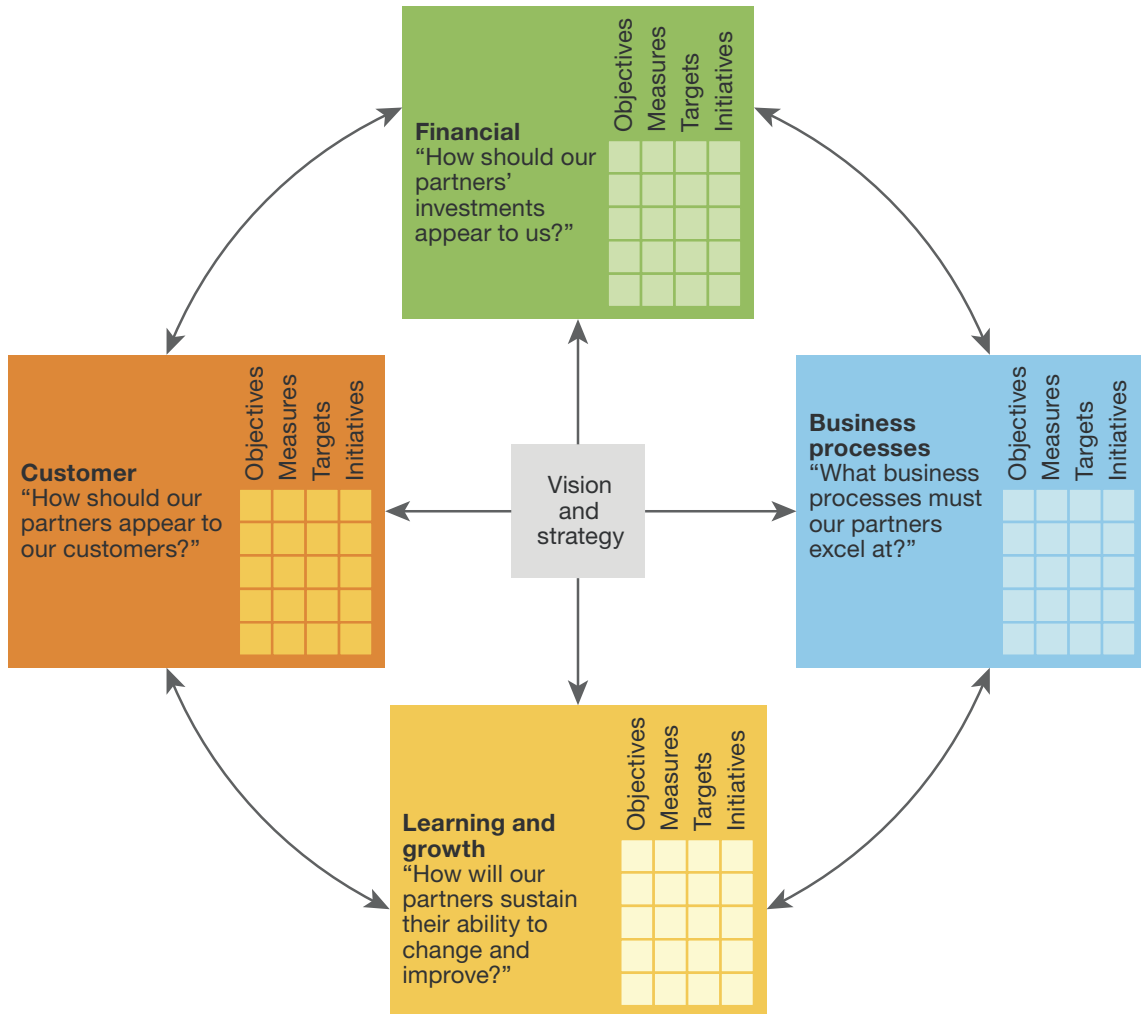 Financial
“How should our
partners’
investments
appear to us?”
Objectives
Measures
Targets
Initiatives
Customer
“How should our
partners appear to
our customers?”
Objectives
Measures
Targets
Initiatives
Vision
and
strategy
Business
processes
“What business
processes must
our partners
excel at?”
Objectives
Measures
Targets
Initiatives
Learning and
growth
“How will our
partners sustain
their ability to
change and
improve?”
Objectives
Measures
Targets
Initiatives